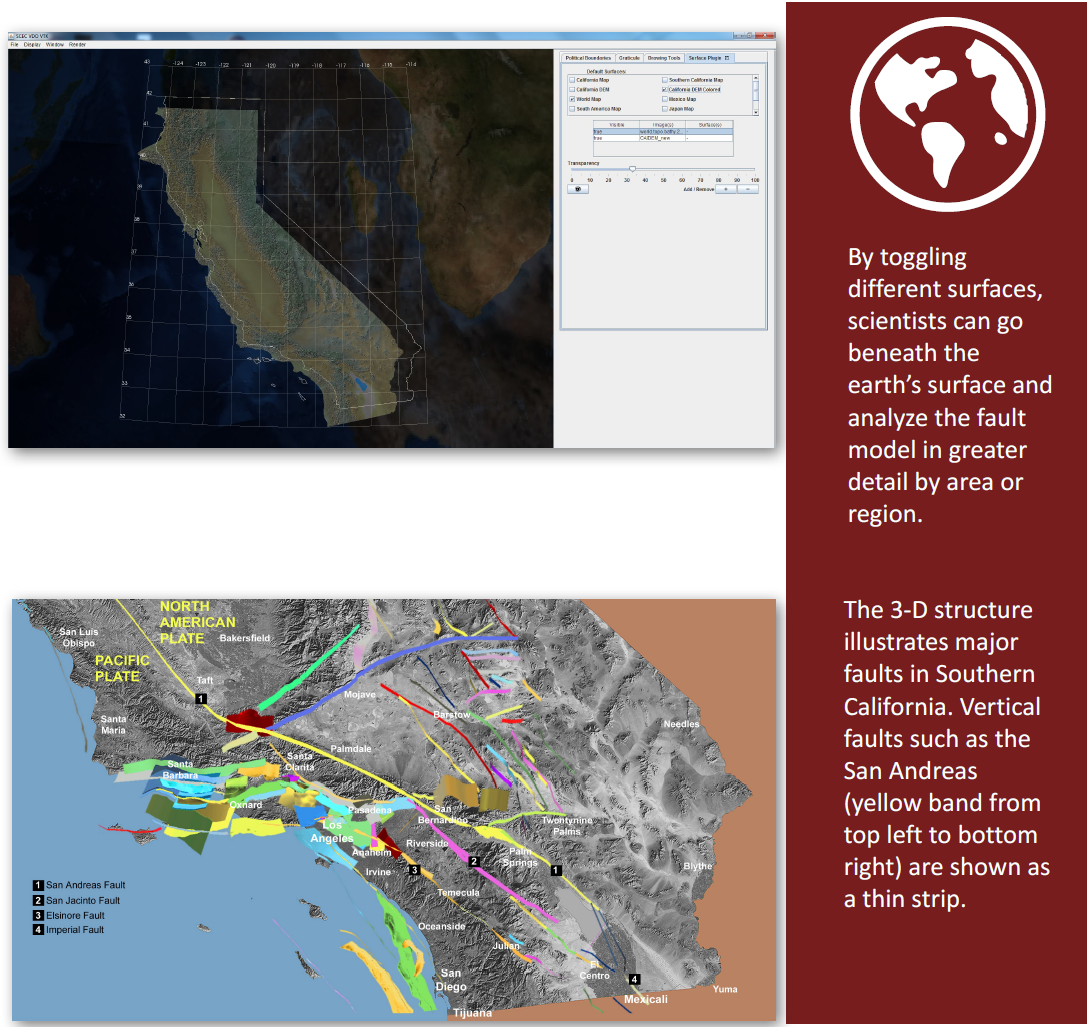 SCEC VDO VTK
File Display Window Render
Political Boundaries Graticule Drawing Tools Surface Plugin
Default Surfaces:
California Map Southern California Map
California DEM California DEM Colored
World Map Mexico Map
South America Map Japan Map
Visible Image(s) Surface(s)
true world.topo.bathy.2... -
true CAIDEM_new -
Transparency
0 10 20 30 40 50 60 70 80 90 100
Add / Remove + -
43 -124 -123 -122 -121 -120 -119 -118 -117 -116 -115 -114
42
40
39
38
37
36
35
34
33
32
By toggling
different surfaces,
scientists can go
beneath the
earth’s surface and
analyze the fault
model in greater
detail by area or
region.
NORTH
AMERICAN
PLATE
PACIFIC
PLATE
San Luis
Obispo
Bakersfield
Taft
1
Santa
Maria
Mojave
Barstow
Needles
Palmdale
Santa
Clarita
Santa
Barbara
Oxnard
Pasadena
San
Bernardino
Twentynine
Palms
Los
Angeles
Anaheim
Riverside
Palm
Springs
2
1
3
Irvine
Blythe
Temecula
Oceanside
Julian
San
Diego
El
Centro
4
Yuma
Mexicali
Tijuana
1 San Andreas Fault
2 San Jacinto Fault
3 Elsinore Fault
4 Imperial Fault
The 3-D structure
illustrates major
faults in Southern
California. Vertical
faults such as the
San Andreas
(yellow band from
top left to bottom
right) are shown as
a thin strip.